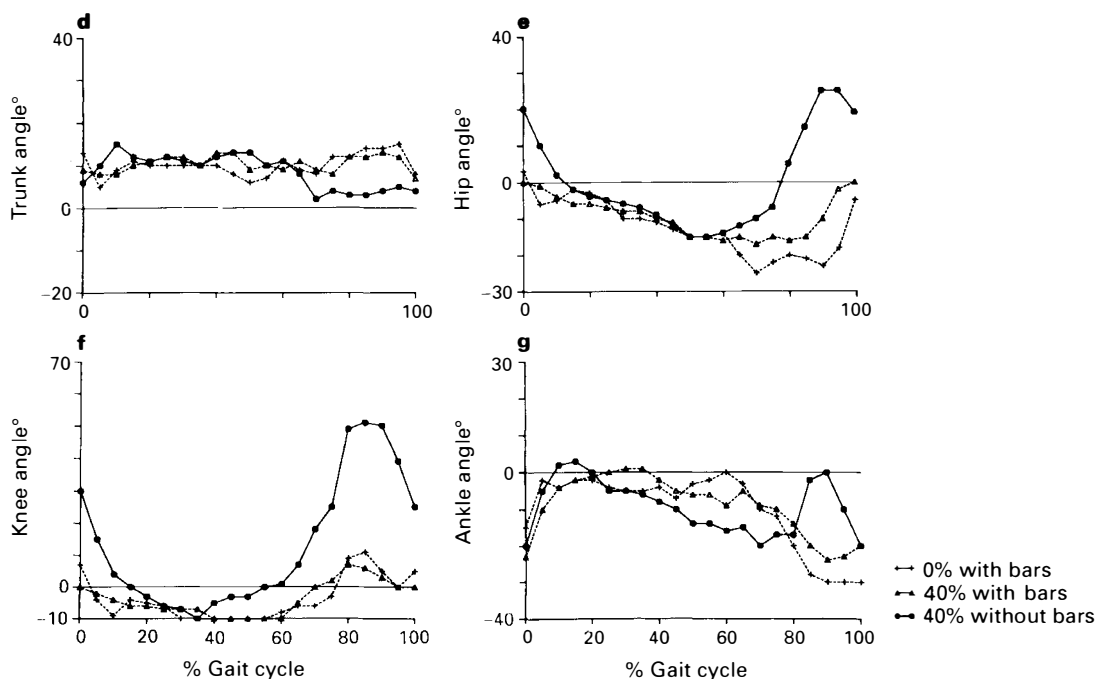 d
40
Trunk angle°
0
−20
0
100
e
40
Hip angle°
0
−30
0
100
f
70
Knee angle°
0
−10
0
20
40
60
80
100
% Gait cycle
g
30
Ankle angle°
0
−40
0
20
40
60
80
100
% Gait cycle
0% with bars
40% with bars
40% without bars